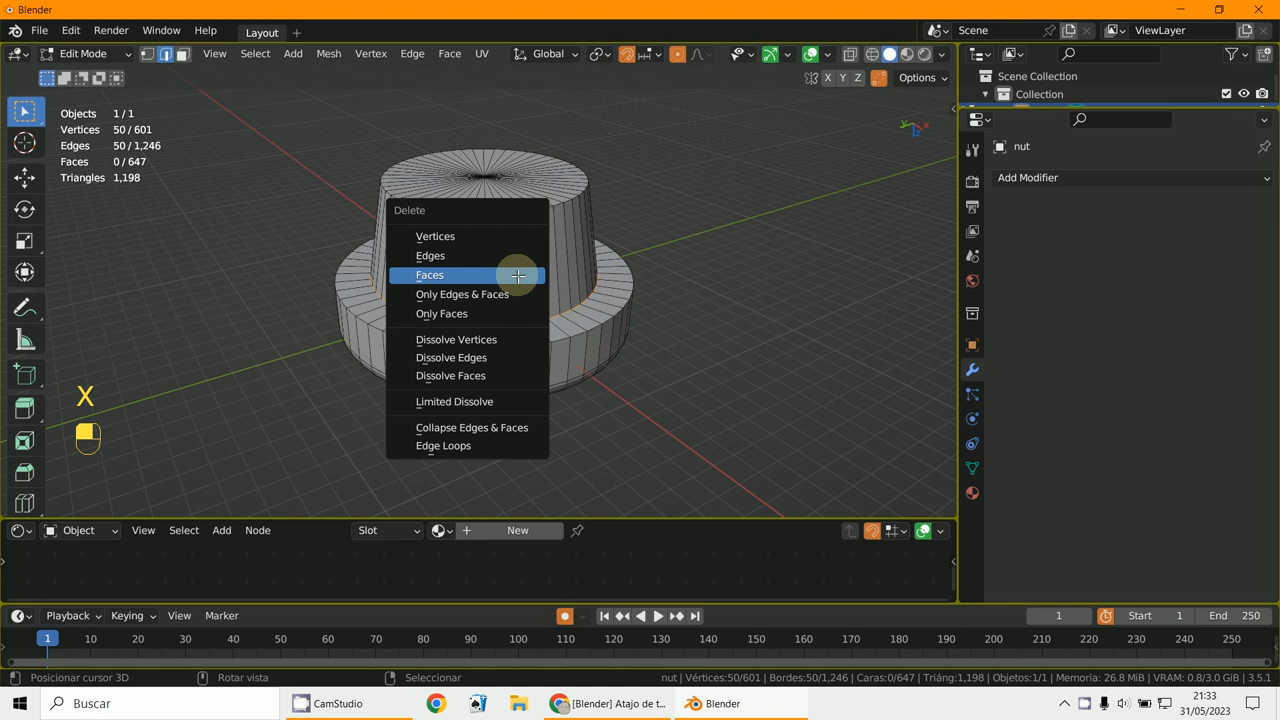 Blender
File Edit Render Window Help Layout + Scene ViewLayer
Edit Mode View Select Add Mesh Vertex Edge Face UV Global
X Y Z Options
Scene Collection
Collection
Objects 1 / 1
Vertices 50 / 601
Edges 50 / 1,246
Faces 0 / 647
Triangles 1,198
nut
Add Modifier
Delete
Vertices
Edges
Faces
Only Edges & Faces
Only Faces
Dissolve Vertices
Dissolve Edges
Dissolve Faces
Limited Dissolve
Collapse Edges & Faces
Edge Loops
X
Object View Select Add Node Slot + New
Playback Keying View Marker 1 Start 1 End 250
1 10 20 30 40 50 60 70 80 90 100 110 120 130 140 150 160 170 180 190 200 210 220 230 240 250
Posicionar cursor 3D Rotar vista Seleccionar nut | Vértices:50/601 | Bordes:50/1,246 | Caras:0/647 | Triáng:1,198 | Objetos:1/1 | Memoria: 26.8 MiB | VRAM: 0.8/3.0 GiB | 3.5.1
Buscar CamStudio [Blender] Atajo de t... Blender
21:33
31/05/2023